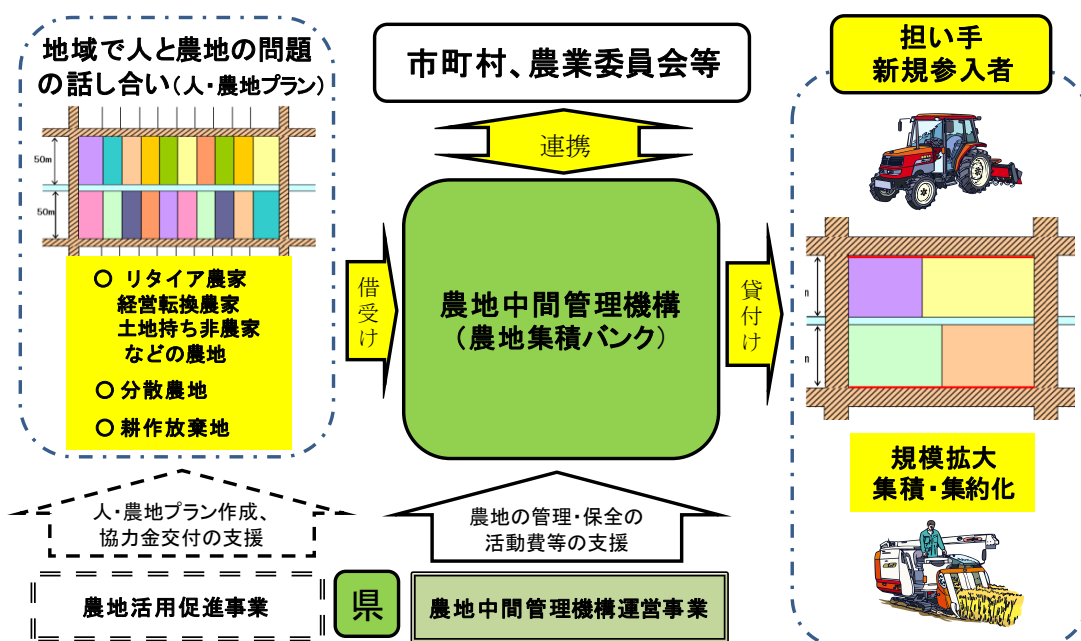 地域で人と農地の問題
の話し合い(人・農地プラン)
50m
50m
○ リタイア農家
経営転換農家
土地持ち非農家
などの農地
○ 分散農地
○ 耕作放棄地
人・農地プラン作成、
協力金交付の支援
農地活用促進事業
市町村、農業委員会等
連携
借受け
農地中間管理機構
(農地集積バンク)
貸付け
農地の管理・保全の
活動費等の支援
県
農地中間管理機構運営事業
担い手
新規参入者
規模拡大
集積・集約化